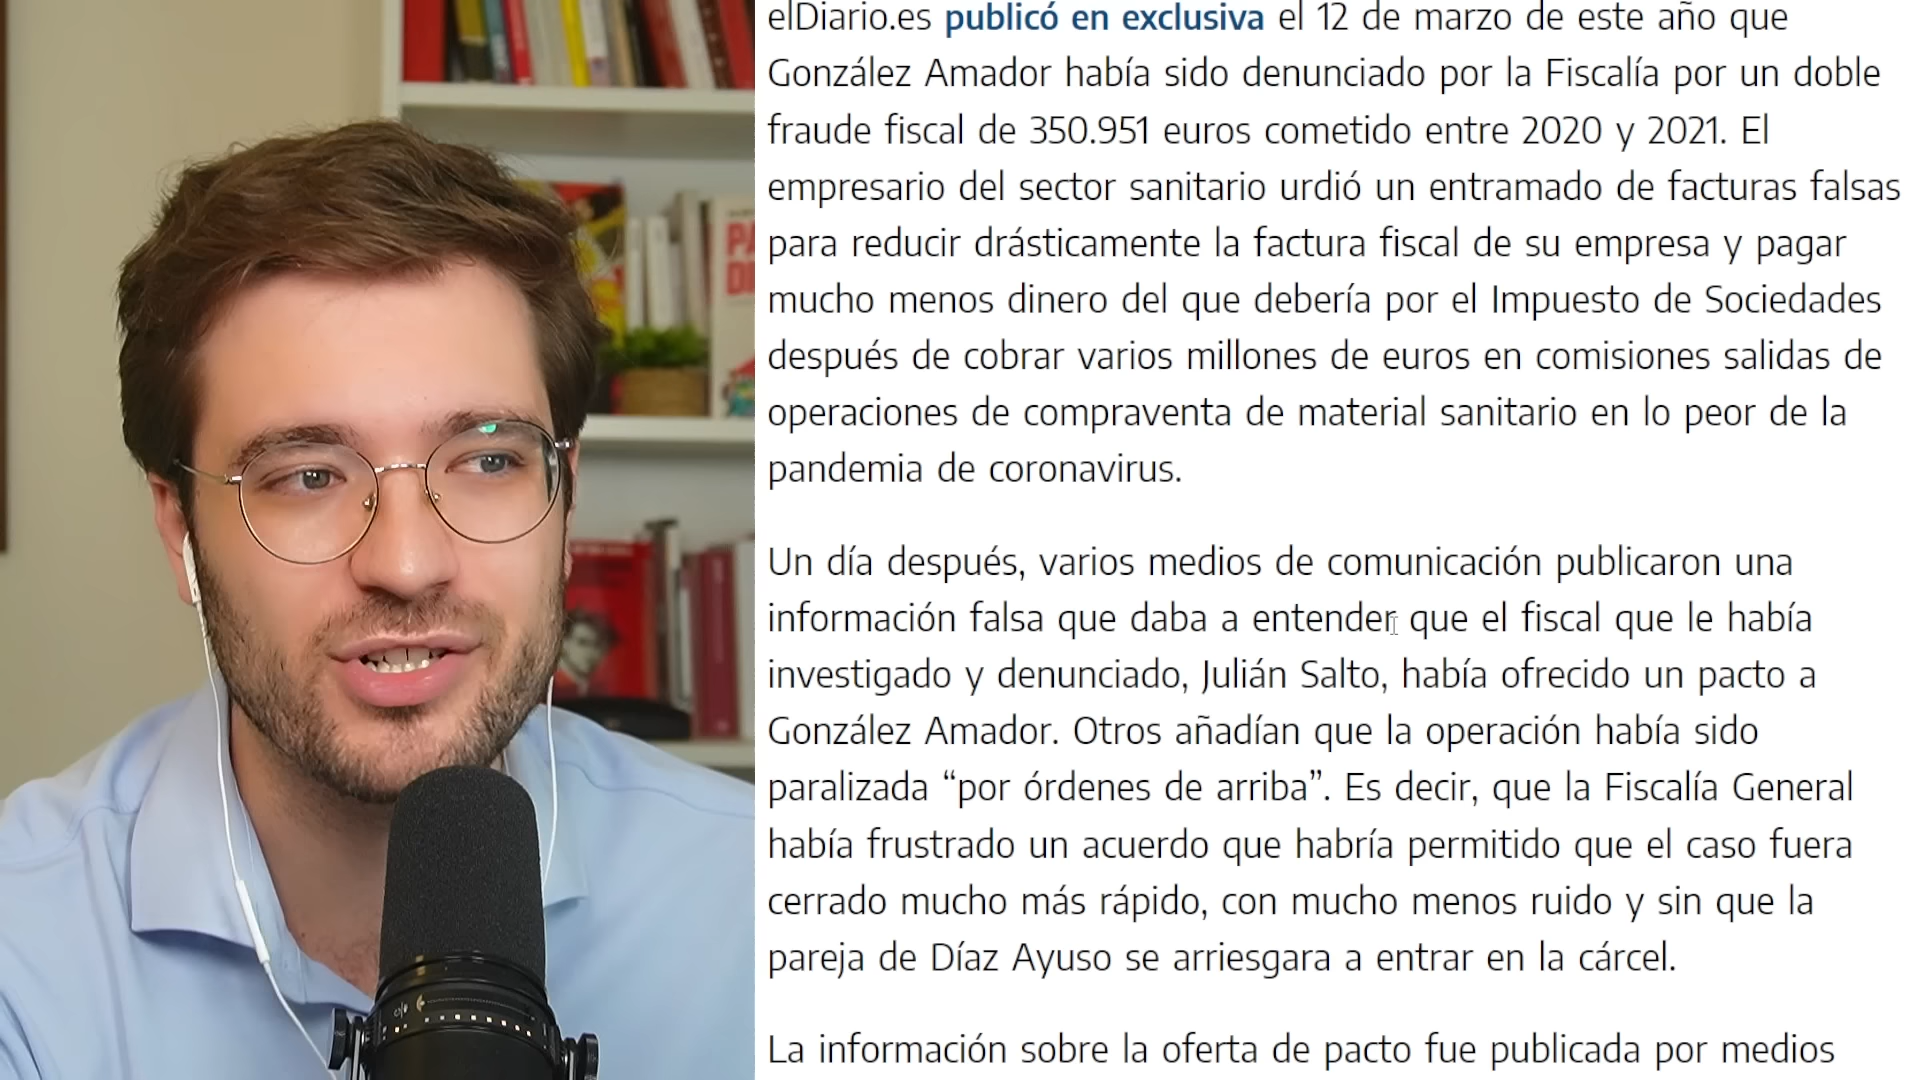 elDiario.es publicó en exclusiva el 12 de marzo de este año que
González Amador había sido denunciado por la Fiscalía por un doble
fraude fiscal de 350.951 euros cometido entre 2020 y 2021. El
empresario del sector sanitario urdió un entramado de facturas falsas
para reducir drásticamente la factura fiscal de su empresa y pagar
mucho menos dinero del que debería por el Impuesto de Sociedades
después de cobrar varios millones de euros en comisiones salidas de
operaciones de compraventa de material sanitario en lo peor de la
pandemia de coronavirus.
Un día después, varios medios de comunicación publicaron una
información falsa que daba a entender que el fiscal que le había
investigado y denunciado, Julián Salto, había ofrecido un pacto a
González Amador. Otros añadían que la operación había sido
paralizada “por órdenes de arriba”. Es decir, que la Fiscalía General
había frustrado un acuerdo que habría permitido que el caso fuera
cerrado mucho más rápido, con mucho menos ruido y sin que la
pareja de Díaz Ayuso se arriesgara a entrar en la cárcel.
La información sobre la oferta de pacto fue publicada por medios